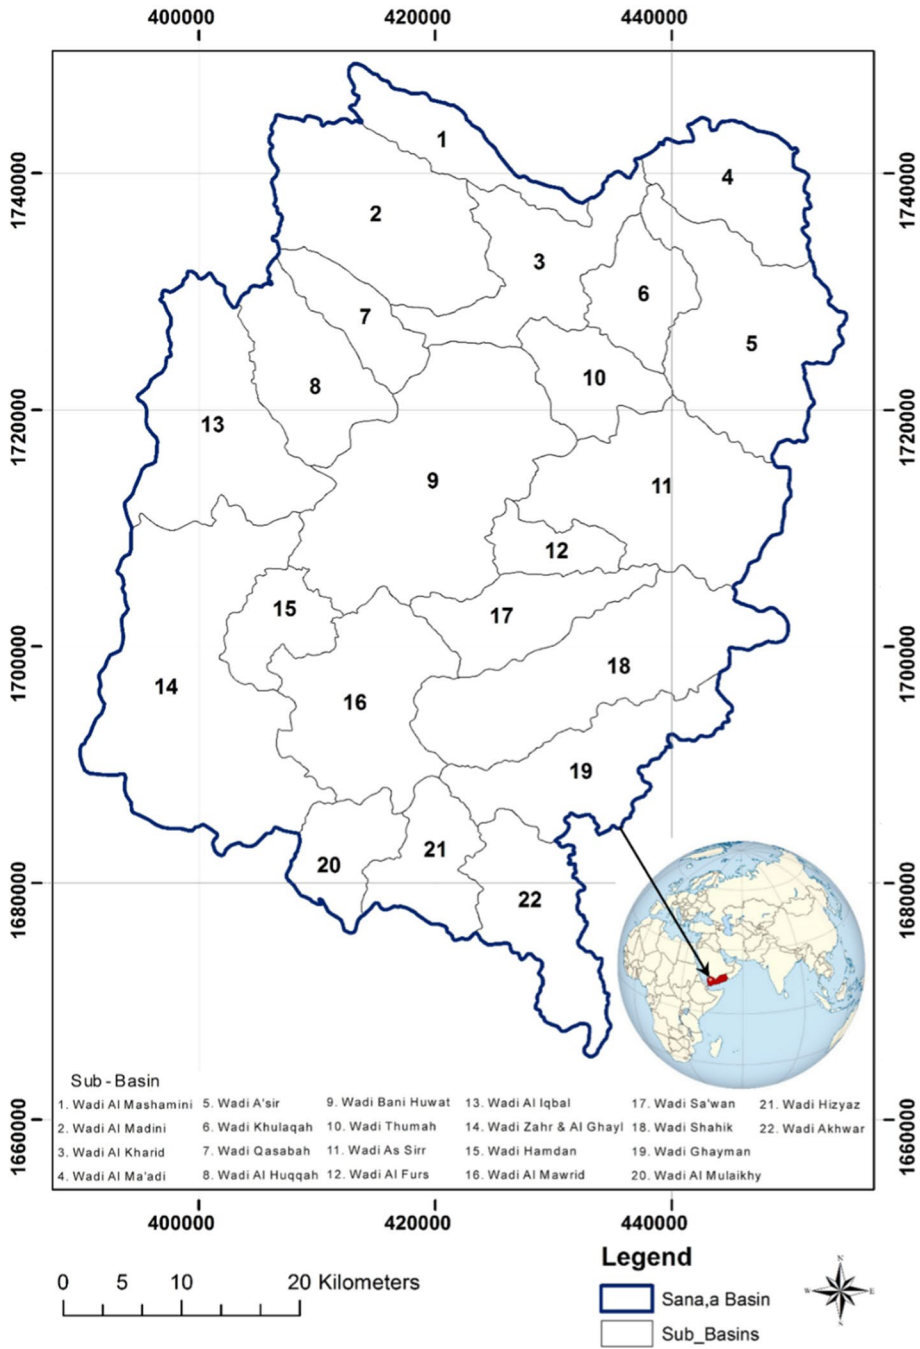 400000 420000 440000
1740000 1740000
1720000 1720000
1700000 1700000
1680000 1680000
1660000 1660000
1
2
3
4
5
6
7
8
9
10
11
12
13
14
15
16
17
18
19
20
21
22
Sub-Basin
1. Wadi Al Mashamini 5. Wadi A'sir 9. Wadi Bani Huwat 13. Wadi Al Iqbal 17. Wadi Sa'wan 21. Wadi Hizyaz
2. Wadi Al Madini 6. Wadi Khulaqah 10. Wadi Thumah 14. Wadi Zahr & Al Ghayl 18. Wadi Shahik 22. Wadi Akhwar
3. Wadi Al Kharid 7. Wadi Qasabah 11. Wadi As Sirr 15. Wadi Hamdan 19. Wadi Ghayman
4. Wadi Al Ma'adi 8. Wadi Al Huqqah 12. Wadi Al Furs 16. Wadi Al Mawrid 20. Wadi Al Mulaikhy
400000 420000 440000
0 5 10 20 Kilometers
Legend
Sana,a Basin
Sub_Basins
N
W E
S